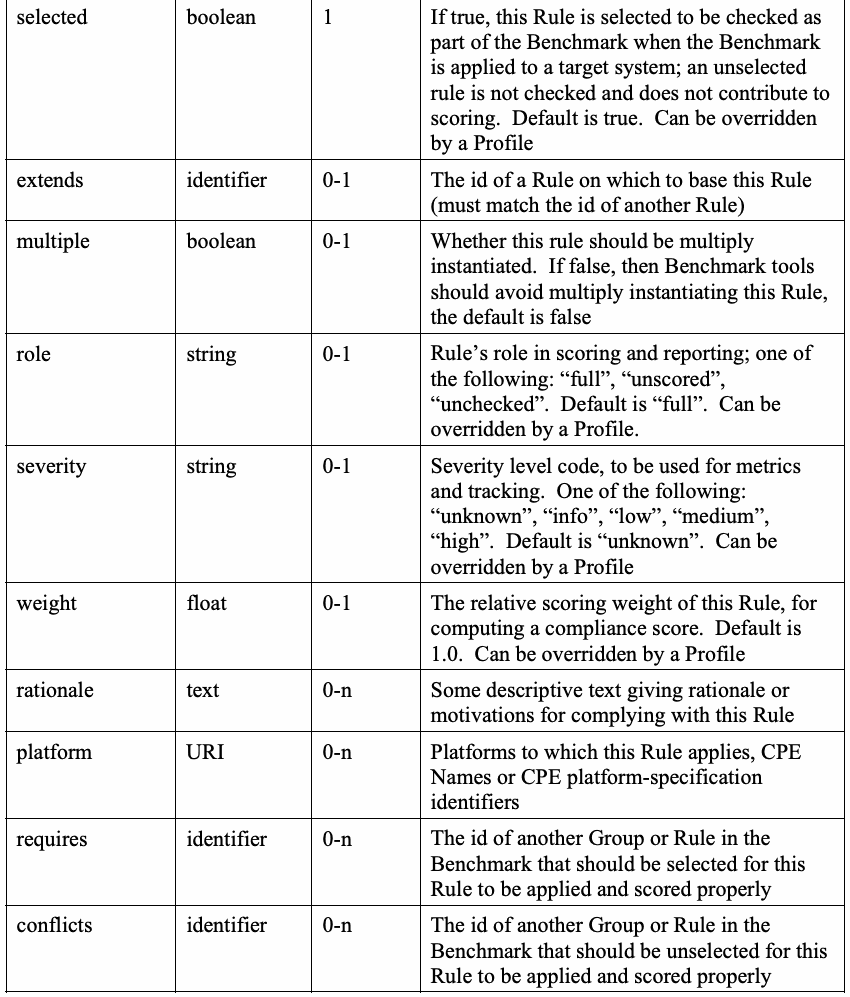 selected boolean 1 If true, this Rule is selected to be checked as
part of the Benchmark when the Benchmark
is applied to a target system; an unselected
rule is not checked and does not contribute to
scoring.  Default is true.  Can be overridden
by a Profile
extends identifier 0-1 The id of a Rule on which to base this Rule
(must match the id of another Rule)
multiple boolean 0-1 Whether this rule should be multiply
instantiated.  If false, then Benchmark tools
should avoid multiply instantiating this Rule,
the default is false
role string 0-1 Rule’s role in scoring and reporting; one of
the following: “full”, “unscored”,
“unchecked”.  Default is “full”.  Can be
overridden by a Profile.
severity string 0-1 Severity level code, to be used for metrics
and tracking.  One of the following:
“unknown”, “info”, “low”, “medium”,
“high”.  Default is “unknown”.  Can be
overridden by a Profile
weight float 0-1 The relative scoring weight of this Rule, for
computing a compliance score.  Default is
1.0.  Can be overridden by a Profile
rationale text 0-n Some descriptive text giving rationale or
motivations for complying with this Rule
platform URI 0-n Platforms to which this Rule applies, CPE
Names or CPE platform-specification
identifiers
requires identifier 0-n The id of another Group or Rule in the
Benchmark that should be selected for this
Rule to be applied and scored properly
conflicts identifier 0-n The id of another Group or Rule in the
Benchmark that should be unselected for this
Rule to be applied and scored properly